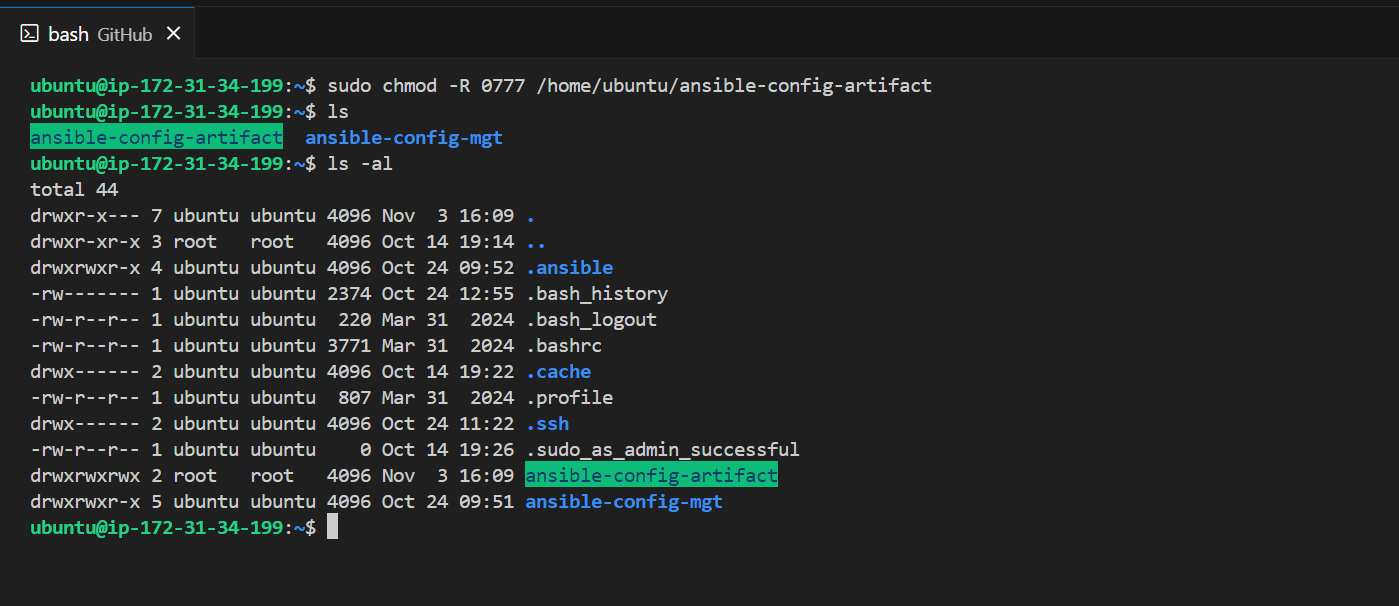 bash GitHub
ubuntu@ip-172-31-34-199:~$ sudo chmod -R 0777 /home/ubuntu/ansible-config-artifact
ubuntu@ip-172-31-34-199:~$ ls
ansible-config-artifact  ansible-config-mgt
ubuntu@ip-172-31-34-199:~$ ls -al
total 44
drwxr-x--- 7 ubuntu ubuntu 4096 Nov  3 16:09 .
drwxr-xr-x 3 root   root   4096 Oct 14 19:14 ..
drwxrwxr-x 4 ubuntu ubuntu 4096 Oct 24 09:52 .ansible
-rw------- 1 ubuntu ubuntu 2374 Oct 24 12:55 .bash_history
-rw-r--r-- 1 ubuntu ubuntu  220 Mar 31  2024 .bash_logout
-rw-r--r-- 1 ubuntu ubuntu 3771 Mar 31  2024 .bashrc
drwx------ 2 ubuntu ubuntu 4096 Oct 14 19:22 .cache
-rw-r--r-- 1 ubuntu ubuntu  807 Mar 31  2024 .profile
drwx------ 2 ubuntu ubuntu 4096 Oct 24 11:22 .ssh
-rw-r--r-- 1 ubuntu ubuntu    0 Oct 14 19:26 .sudo_as_admin_successful
drwxrwxrwx 2 root   root   4096 Nov  3 16:09 ansible-config-artifact
drwxrwxr-x 5 ubuntu ubuntu 4096 Oct 24 09:51 ansible-config-mgt
ubuntu@ip-172-31-34-199:~$